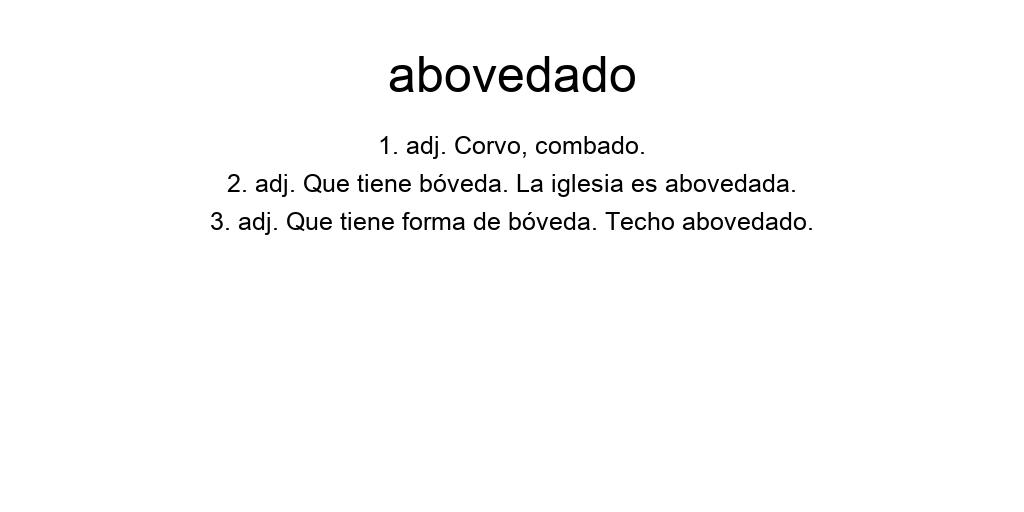 abovedado
1. adj. Corvo, combado.
2. adj. Que tiene bóveda. La iglesia es abovedada.
3. adj. Que tiene forma de bóveda. Techo abovedado.